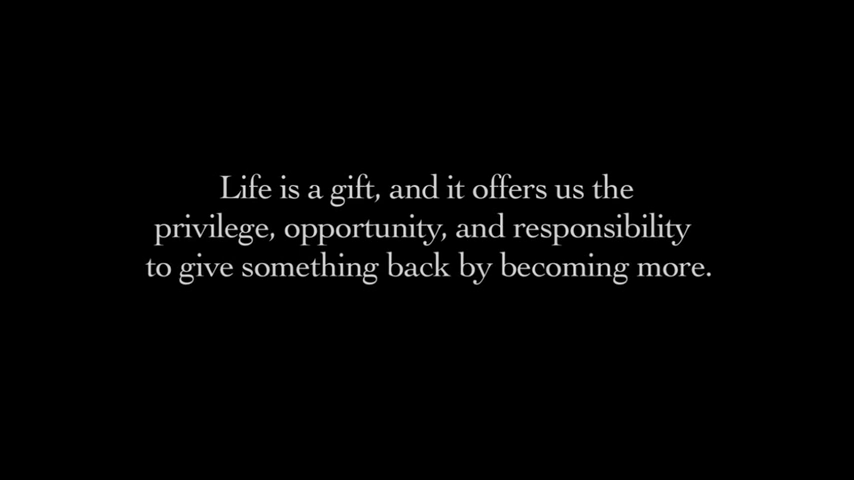 Life is a gift, and it offers us the
privilege, opportunity, and responsibility
to give something back by becoming more.